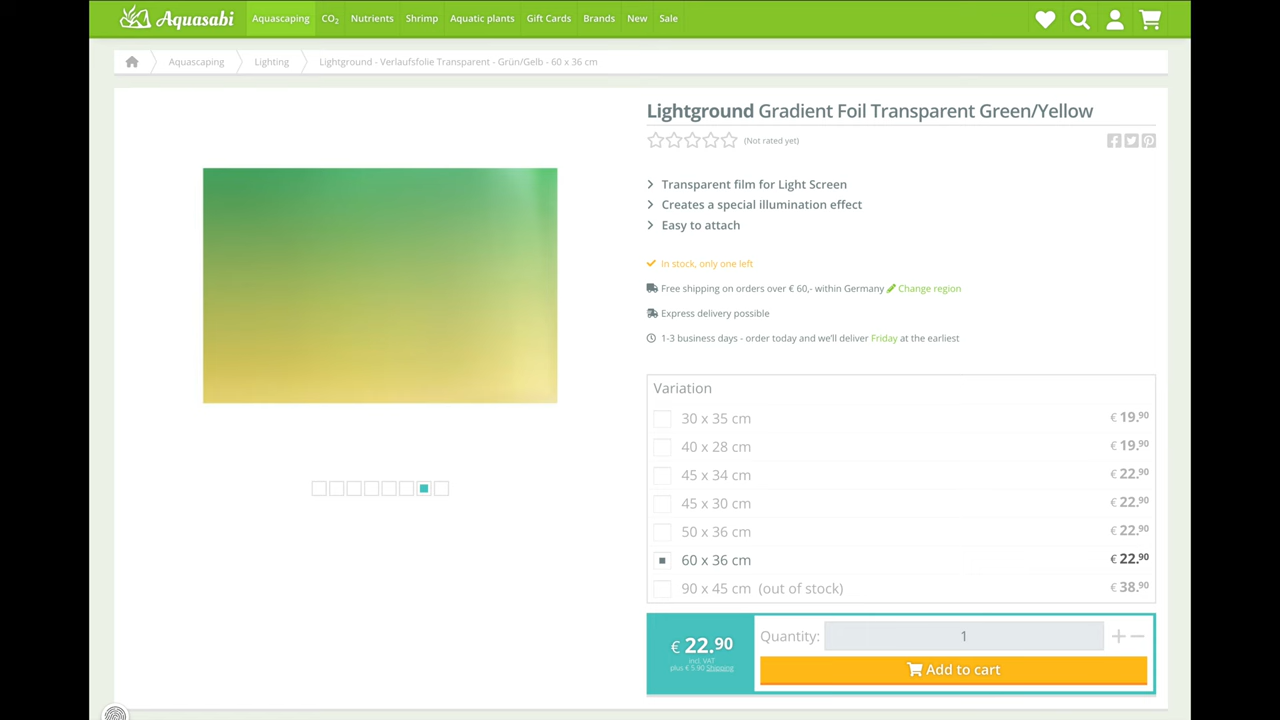 Aquasabi
Aquascaping CO₂ Nutrients Shrimp Aquatic plants Gift Cards Brands New Sale
Aquascaping Lighting Lightground - Verlaufsfolie Transparent - Grün/Gelb - 60 x 36 cm
Lightground Gradient Foil Transparent Green/Yellow
(Not rated yet)
Transparent film for Light Screen
Creates a special illumination effect
Easy to attach
In stock, only one left
Free shipping on orders over € 60,- within Germany Change region
Express delivery possible
1-3 business days - order today and we'll deliver Friday at the earliest
Variation
30 x 35 cm € 19.90
40 x 28 cm € 19.90
45 x 34 cm € 22.90
45 x 30 cm € 22.90
50 x 36 cm € 22.90
60 x 36 cm € 22.90
90 x 45 cm (out of stock) € 38.90
€ 22.90
incl. VAT
plus € 5.90 Shipping
Quantity: 1
Add to cart